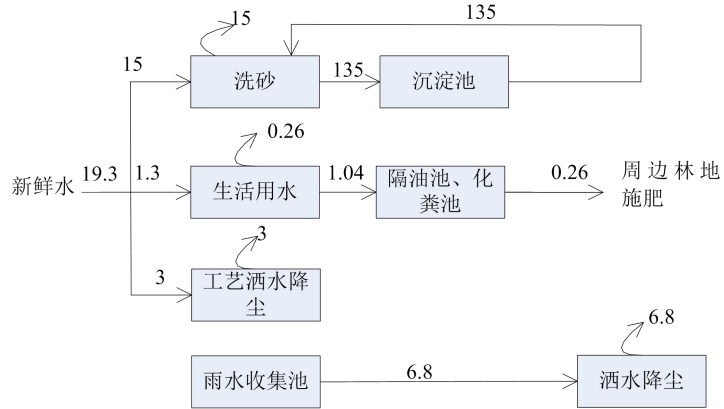 135
15
15
洗砂
135
沉淀池
0.26
新鲜水
19.3
1.3
生活用水
1.04
隔油池、化
粪池
0.26
周边林地
施肥
3
3
工艺洒水降
尘
6.8
雨水收集池
6.8
洒水降尘